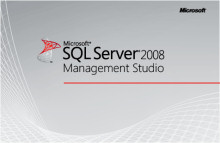 Microsoft
Microsoft®
SQL Server 2008
Management Studio